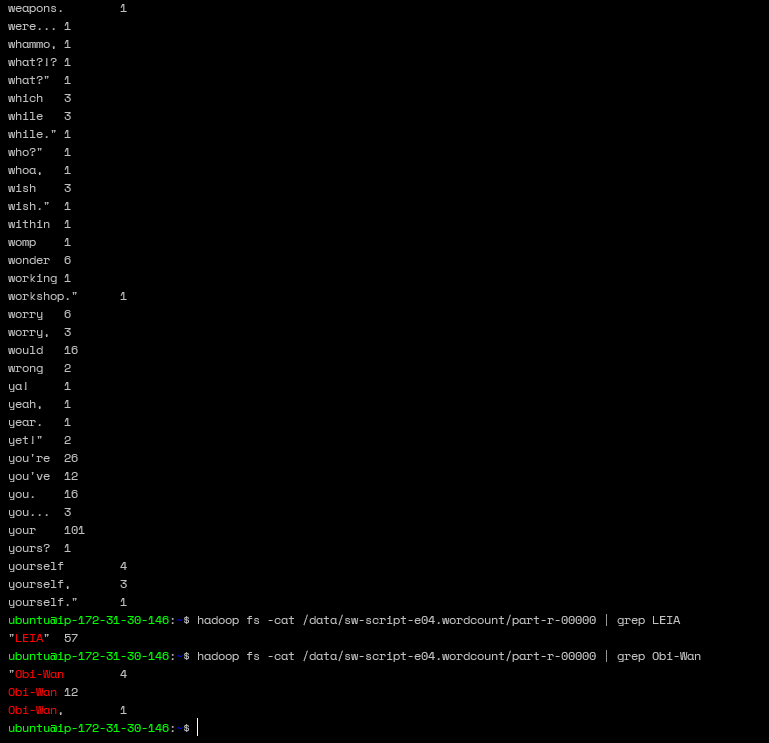 weapons. 1
were... 1
whammo, 1
what?!? 1
what?" 1
which 3
while 3
while." 1
who?" 1
whoa, 1
wish 3
wish." 1
within 1
womp 1
wonder 6
working 1
workshop." 1
worry 6
worry, 3
would 16
wrong 2
ya! 1
yeah, 1
year. 1
yet!" 2
you're 26
you've 12
you. 16
you... 3
your 101
yours? 1
yourself 4
yourself, 3
yourself." 1
ubuntu@ip-172-31-30-146:~$ hadoop fs -cat /data/sw-script-e04.wordcount/part-r-00000 | grep LEIA
"LEIA" 57
ubuntu@ip-172-31-30-146:~$ hadoop fs -cat /data/sw-script-e04.wordcount/part-r-00000 | grep Obi-Wan
"Obi-Wan 4
Obi-Wan 12
Obi-Wan, 1
ubuntu@ip-172-31-30-146:~$